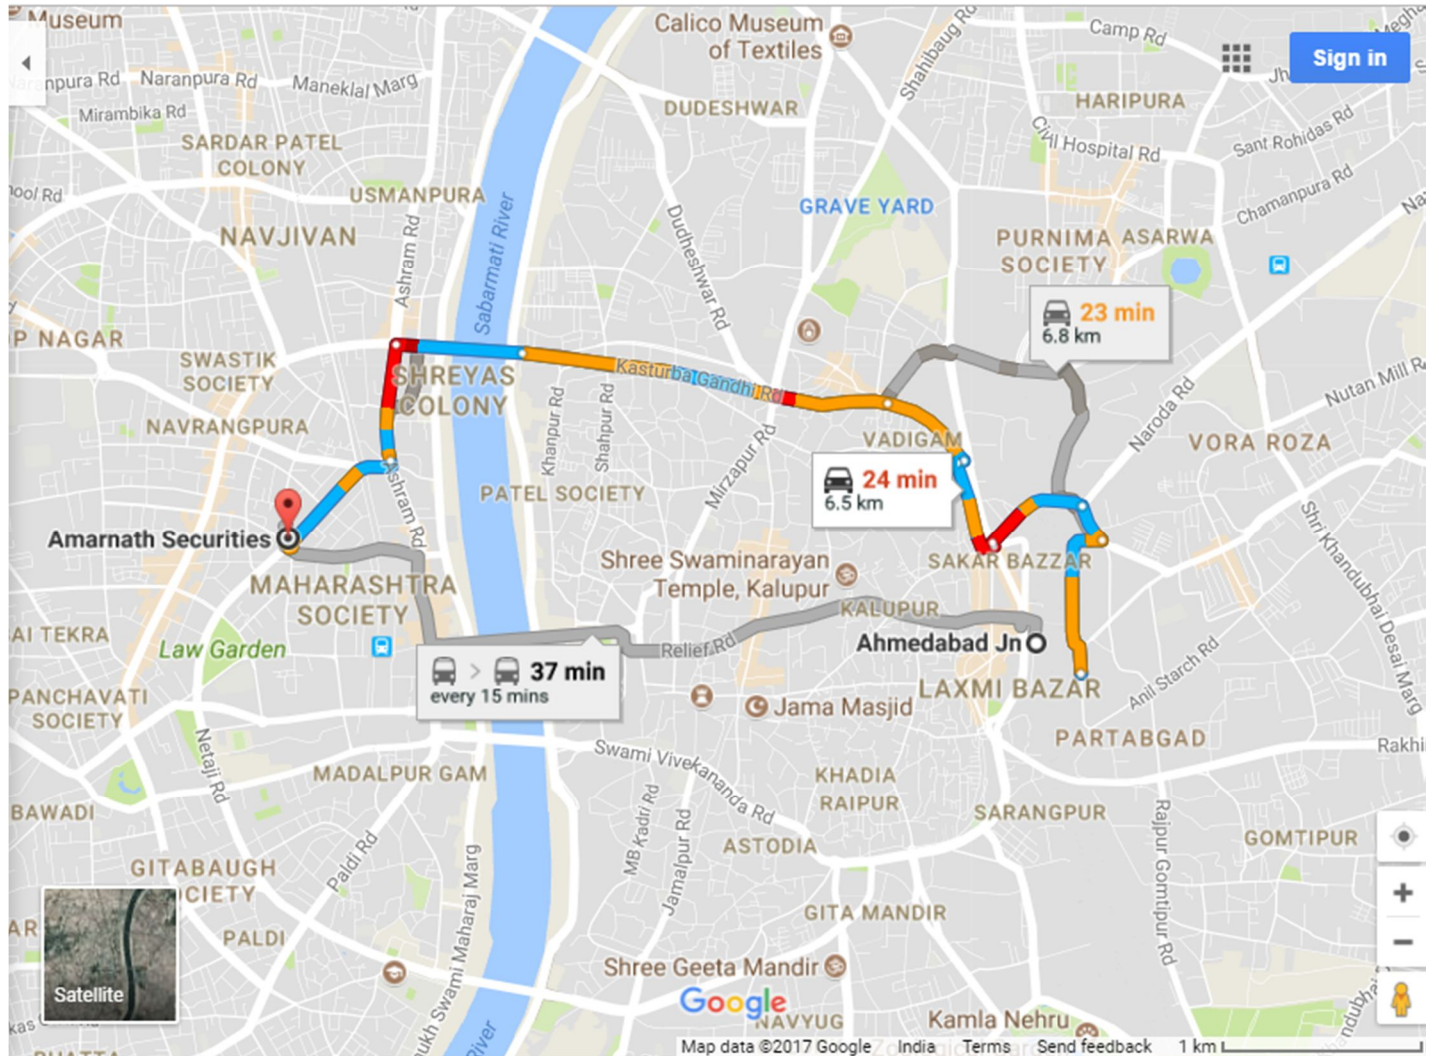 Museum
Calico Museum
of Textiles
Camp Rd
Sign in
Naranpura Rd
Maneklal Marg
Mirambika Rd
DUDESHWAR
Shahibaug Rd
HARIPURA
Civil Hospital Rd
Sant Rohidas Rd
SARDAR PATEL
COLONY
USMANPURA
Chamanpura Rd
GRAVE YARD
NAVJIVAN
Ashram Rd
Sabarmati River
Dudheshwar Rd
PURNIMA
SOCIETY
ASARWA
23 min
6.8 km
P NAGAR
SWASTIK
SOCIETY
SHREYAS
COLONY
Kasturba Gandhi Rd
Naroda Rd
Nutan Mill R
NAVRANGPURA
Khanpur Rd
Shahpur Rd
Mirzapur Rd
VADIGAM
VORA ROZA
24 min
6.5 km
PATEL SOCIETY
Ashram Rd
Amarnath Securities
Shri Khandubhai Desai Marg
Shree Swaminarayan
Temple, Kalupur
SAKAR BAZZAR
MAHARASHTRA
SOCIETY
KALUPUR
AI TEKRA
Law Garden
Relief Rd
Ahmedabad Jn
37 min
every 15 mins
LAXMI BAZAR
Anil Starch Rd
PANCHAVATI
SOCIETY
Jama Masjid
PARTABGAD
Rakhi
Netaji Rd
Swami Vivekananda Rd
MADALPUR GAM
KHADIA
RAIPUR
BAWADI
MB Kadri Rd
Jamalpur Rd
SARANGPUR
Rajpur Gomtipur Rd
GOMTIPUR
ASTODIA
Paldi Rd
GITABAUGH
OCIETY
GITA MANDIR
PALDI
ukh Swami Maharaj Marg
Shree Geeta Mandir
Satellite
Google
NAVYUG
Kamla Nehru
River
Map data ©2017 Google India Terms Send feedback 1 km